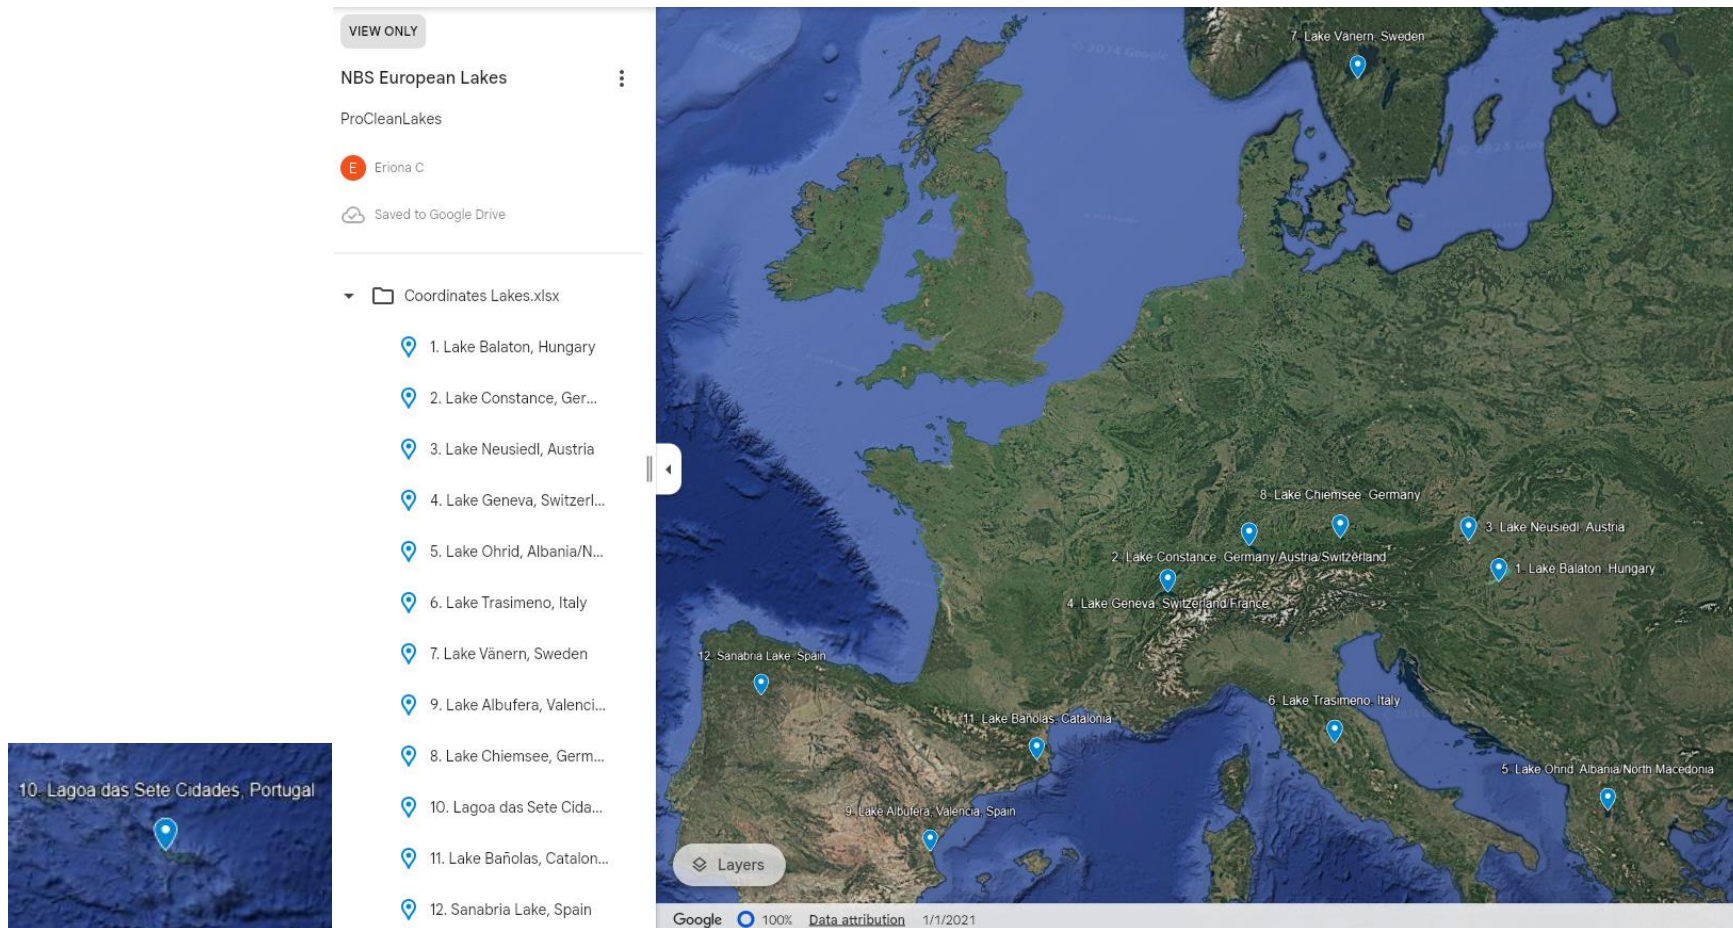 VIEW ONLY
NBS European Lakes
ProCleanLakes
E
Eriona C
Saved to Google Drive
Coordinates Lakes.xlsx
1. Lake Balaton, Hungary
2. Lake Constance, Ger...
3. Lake Neusiedl, Austria
4. Lake Geneva, Switzerl...
5. Lake Ohrid, Albania/N...
6. Lake Trasimeno, Italy
7. Lake Vänern, Sweden
9. Lake Albufera, Valenci...
8. Lake Chiemsee, Germ...
10. Lagoa das Sete Cida...
11. Lake Bañolas, Catalon...
12. Sanabria Lake, Spain
10. Lagoa das Sete Cidades, Portugal
7. Lake Vanern, Sweden
8. Lake Chiemsee, Germany
3. Lake Neusiedl, Austria
2. Lake Constance, Germany/Austria/Switzerland
1. Lake Balaton, Hungary
4. Lake Geneva, Switzerland/France
12. Sanabria Lake, Spain
6. Lake Trasimeno, Italy
11. Lake Bañolas, Catalonia
5. Lake Ohrid, Albania/North Macedonia
9. Lake Albufera, Valencia, Spain
Layers
Google 100% Data attribution 1/1/2021